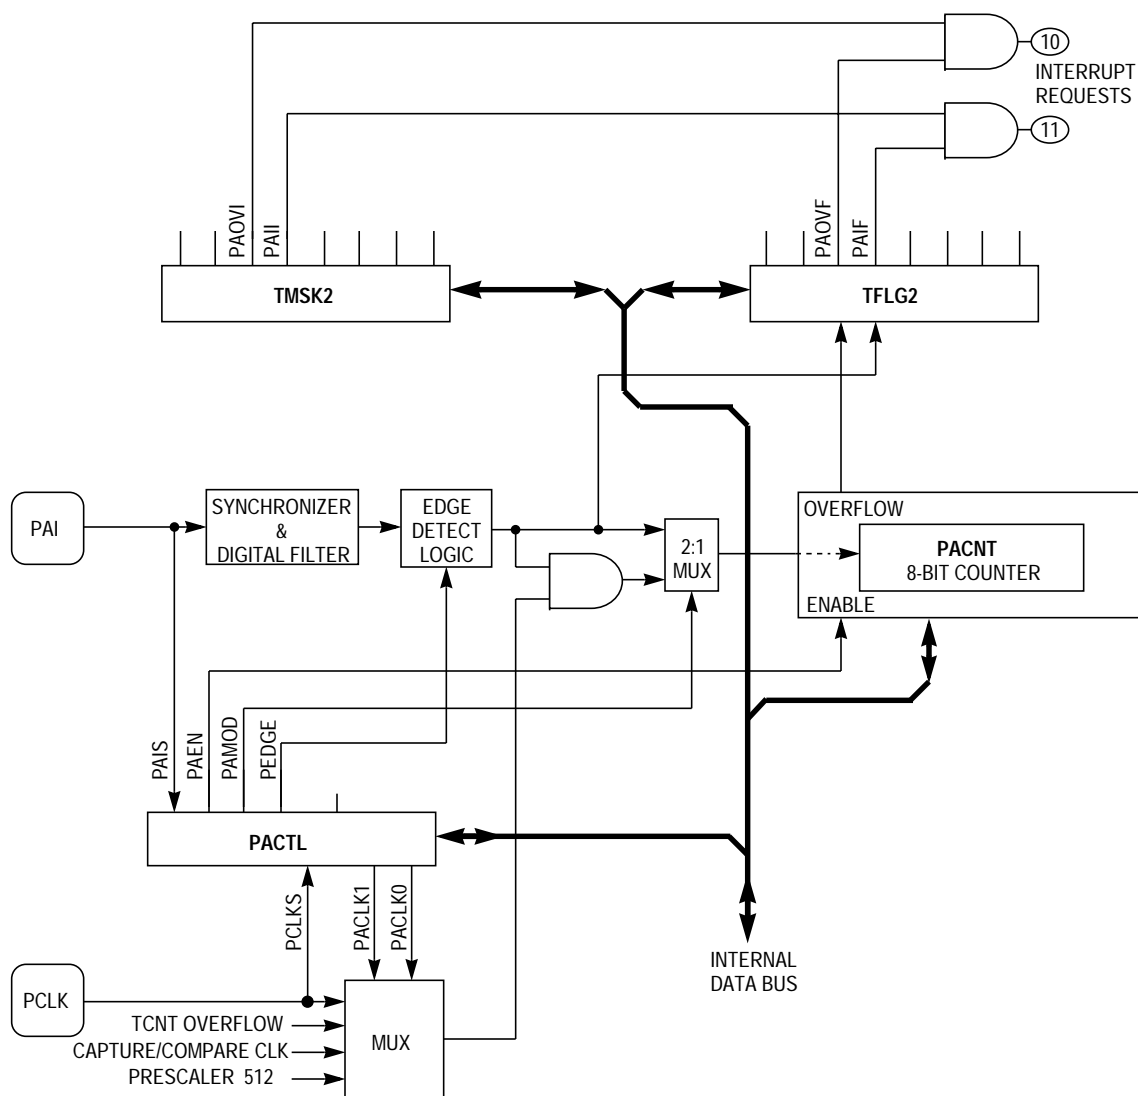 10
INTERRUPT
REQUESTS
11
PAOVI
PAII
PAOVF
PAIF
TMSK2
TFLG2
PAI
SYNCHRONIZER
&
DIGITAL FILTER
EDGE
DETECT
LOGIC
2:1
MUX
OVERFLOW
PACNT
8-BIT COUNTER
ENABLE
PAIS
PAEN
PAMOD
PEDGE
PACTL
PCLKS
PACLK1
PACLK0
INTERNAL
DATA BUS
PCLK
TCNT OVERFLOW
CAPTURE/COMPARE CLK
PRESCALER 512
MUX